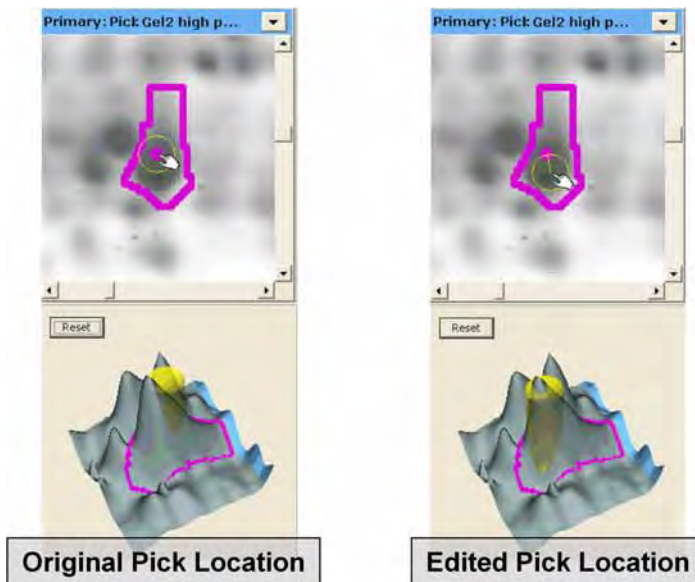 Primary: Pick Gel2 high p...
Primary: Pick Gel2 high p...
Reset
Reset
Original Pick Location
Edited Pick Location